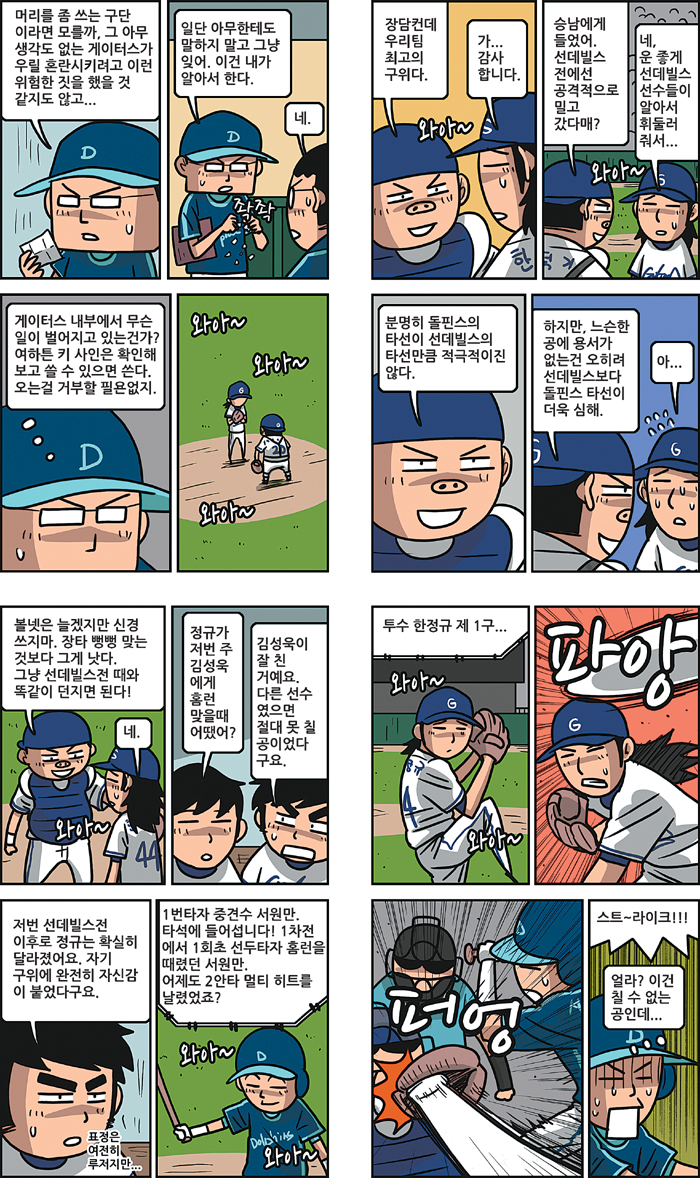 머리를 좀 쓰는 구단
이라면 모를까, 그 아무
생각도 없는 게이터스가
우릴 혼란시키려고 이런
위험한 짓을 했을 것
같지도 않고...
D
일단 아무한테도
말하지 말고 그냥
잊어. 이건 내가
알아서 한다.
네.
좍좍
게이터스 내부에서 무슨
일이 벌어지고 있는건가?
여하튼 키 사인은 확인해
보고 쓸 수 있으면 쓴다.
오는걸 거부할 필욘없지.
D
와아~
와아~
G
20
와아~
장담컨데
우리팀
최고의
구위다.
가...
감사
합니다.
와아~
승남에게
들었어.
선데빌스
전에선
공격적으로
밀고
갔다매?
네,
운 좋게
선데빌스
선수들이
알아서
휘둘러
줘서...
와아~
분명히 돌핀스의
타선이 선데빌스의
타선만큼 적극적이진
않다.
하지만, 느슨한
공에 용서가
없는건 오히려
선데빌스보다
돌핀스 타선이
더욱 심해.
아...
G
G
볼넷은 늘겠지만 신경
쓰지마. 장타 뻥뻥 맞는
것보다 그게 낫다.
그냥 선데빌스전 때와
똑같이 던지면 된다!
네.
와아~
44
정규가
저번 주
김성욱
에게
홈런
맞을때
어땠어?
김성욱이
잘 친
거예요.
다른 선수
였으면
절대 못 칠
공이었다
구요.
저번 선데빌스전
이후로 정규는 확실히
달라졌어요. 자기
구위에 완전히 자신감
이 붙었다구요.
표정은
여전히
루저지만...
1번타자 중견수 서원만.
타석에 들어섭니다! 1차전
에서 1회초 선두타자 홈런을
때렸던 서원만.
어제도 2안타 멀티 히트를
날렸었죠?
와아~
D
Dolphins
와아~
투수 한정규 제 1구...
와아~
G
4
와아~
파앙
G
퍼엉
스트~라이크!!!
얼라? 이건
칠 수 없는
공인데...
D